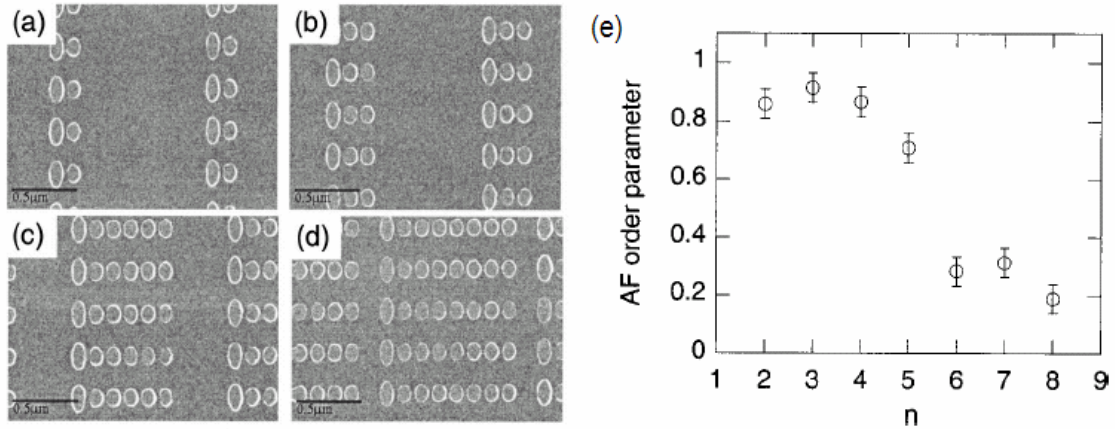 (a)
0.5μm
(b)
0.5μm
(c)
0.5μm
(d)
0.5μm
(e)
AF order parameter
1
0.8
0.6
0.4
0.2
0
1 2 3 4 5 6 7 8 9
n